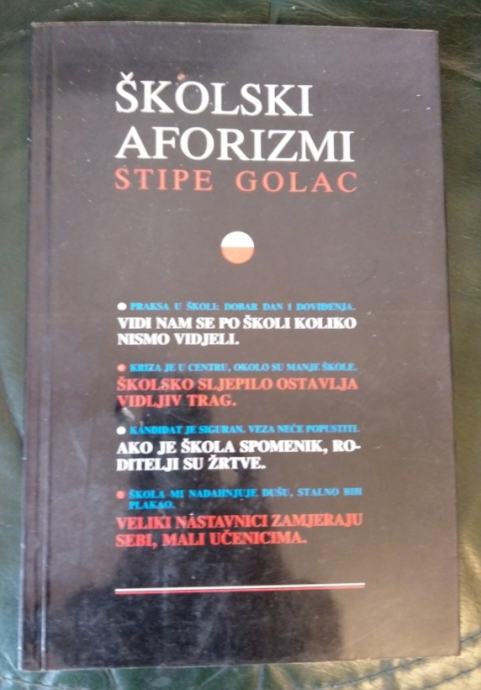 ŠKOLSKI
AFORIZMI
STIPE GOLAC
PRAKSA U ŠKOLI: DOBAR DAN I DOVIĐENJA.
VIDI NAM SE PO ŠKOLI KOLIKO
NISMO VIDJELI.
KRIZA JE U CENTRU, OKOLO SU MANJE ŠKOLE.
ŠKOLSKO SLJEPILO OSTAVLJA
VIDLJIV TRAG.
KANDIDAT JE SIGURAN. VEZA NEĆE POPUSTITI.
AKO JE ŠKOLA SPOMENIK, RO-
DITELJI SU ŽRTVE.
ŠKOLA MI NADAHNJUJE DUŠU, STALNO BIH
PLAKAO.
VELIKI NASTAVNICI ZAMJERAJU
SEBI, MALI UČENICIMA.